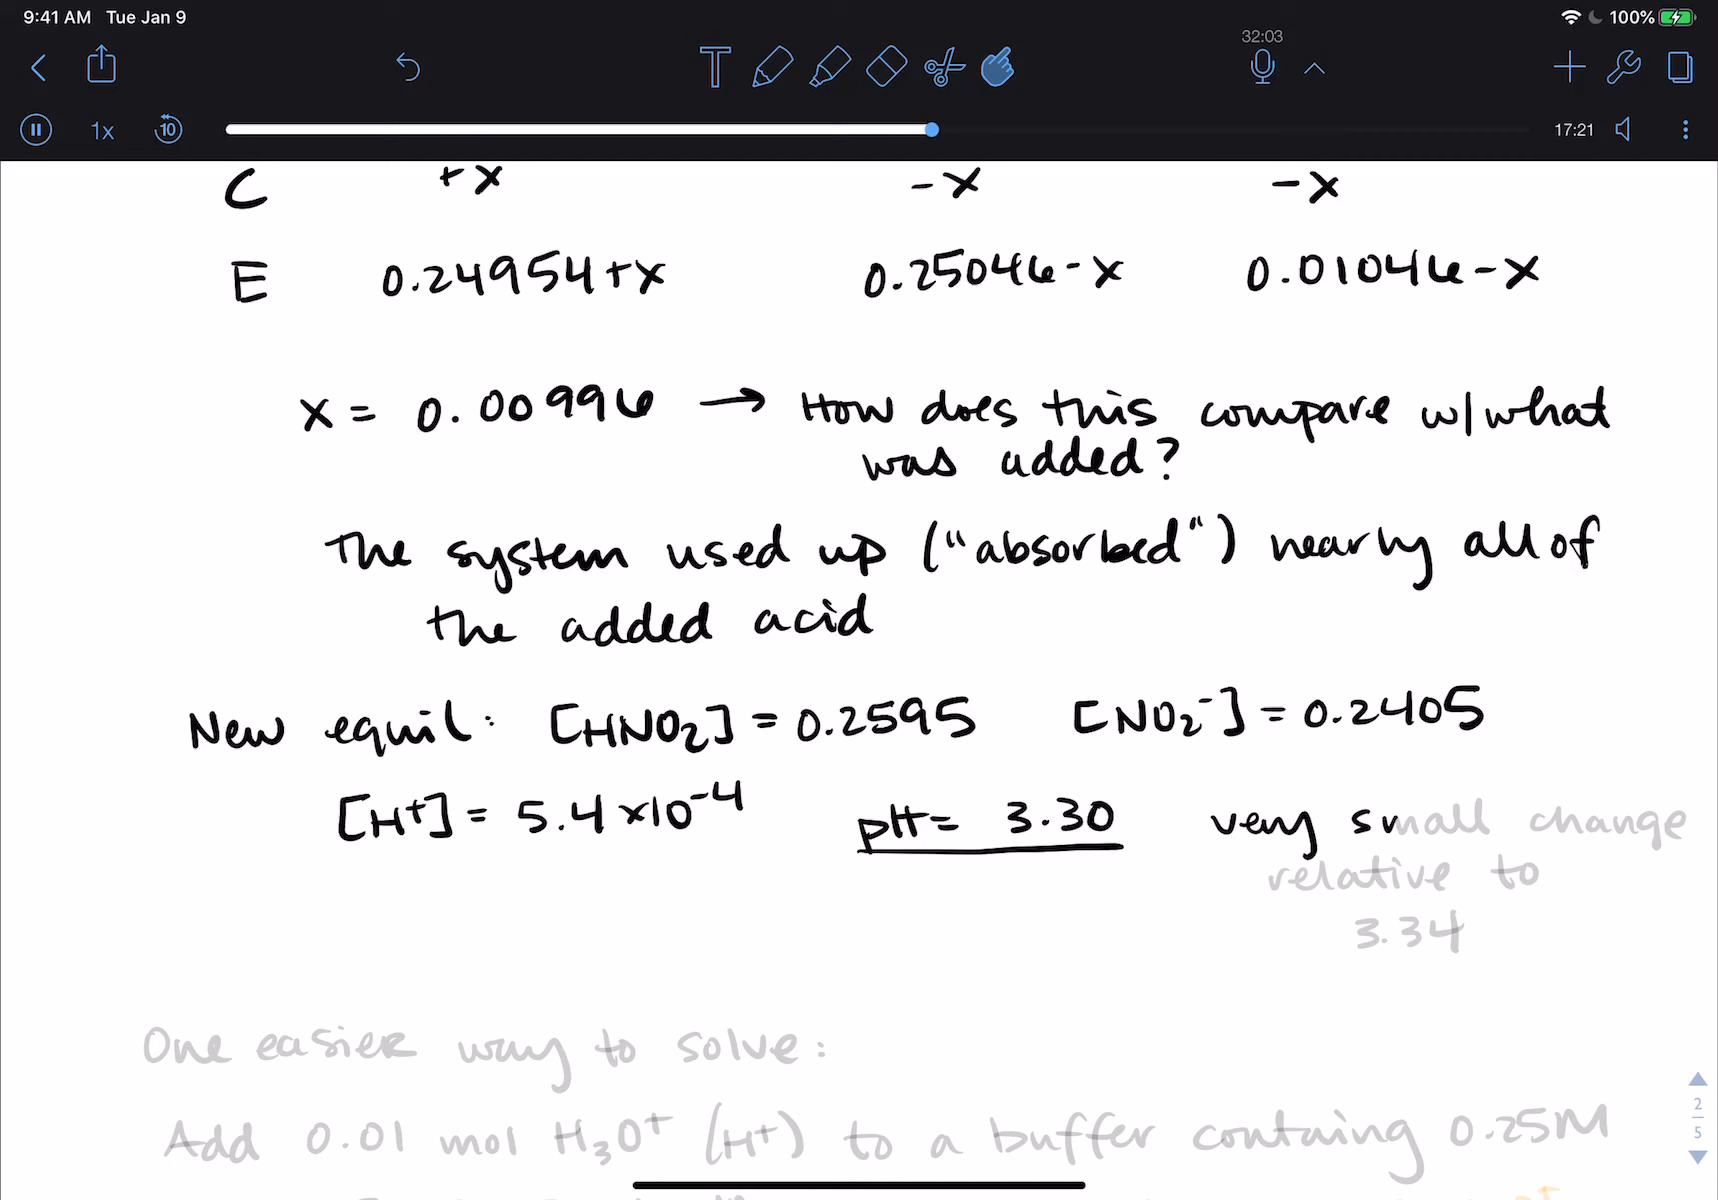 9:41 AM Tue Jan 9 100%
32:03
1x 10 17:21
C +x -x -x
E 0.24954+x 0.25046-x 0.01046-x
x = 0.00996 → How does this compare w/what
was added?
The system used up ("absorbed") nearly all of
the added acid
New equil: [HNO₂] = 0.2595 [NO₂⁻] = 0.2405
[H⁺] = 5.4 x10⁻⁴ pH = 3.30 very small change
relative to
3.34
One easier way to solve:
2
5
Add 0.01 mol H₃O⁺ (H⁺) to a buffer containg 0.25M